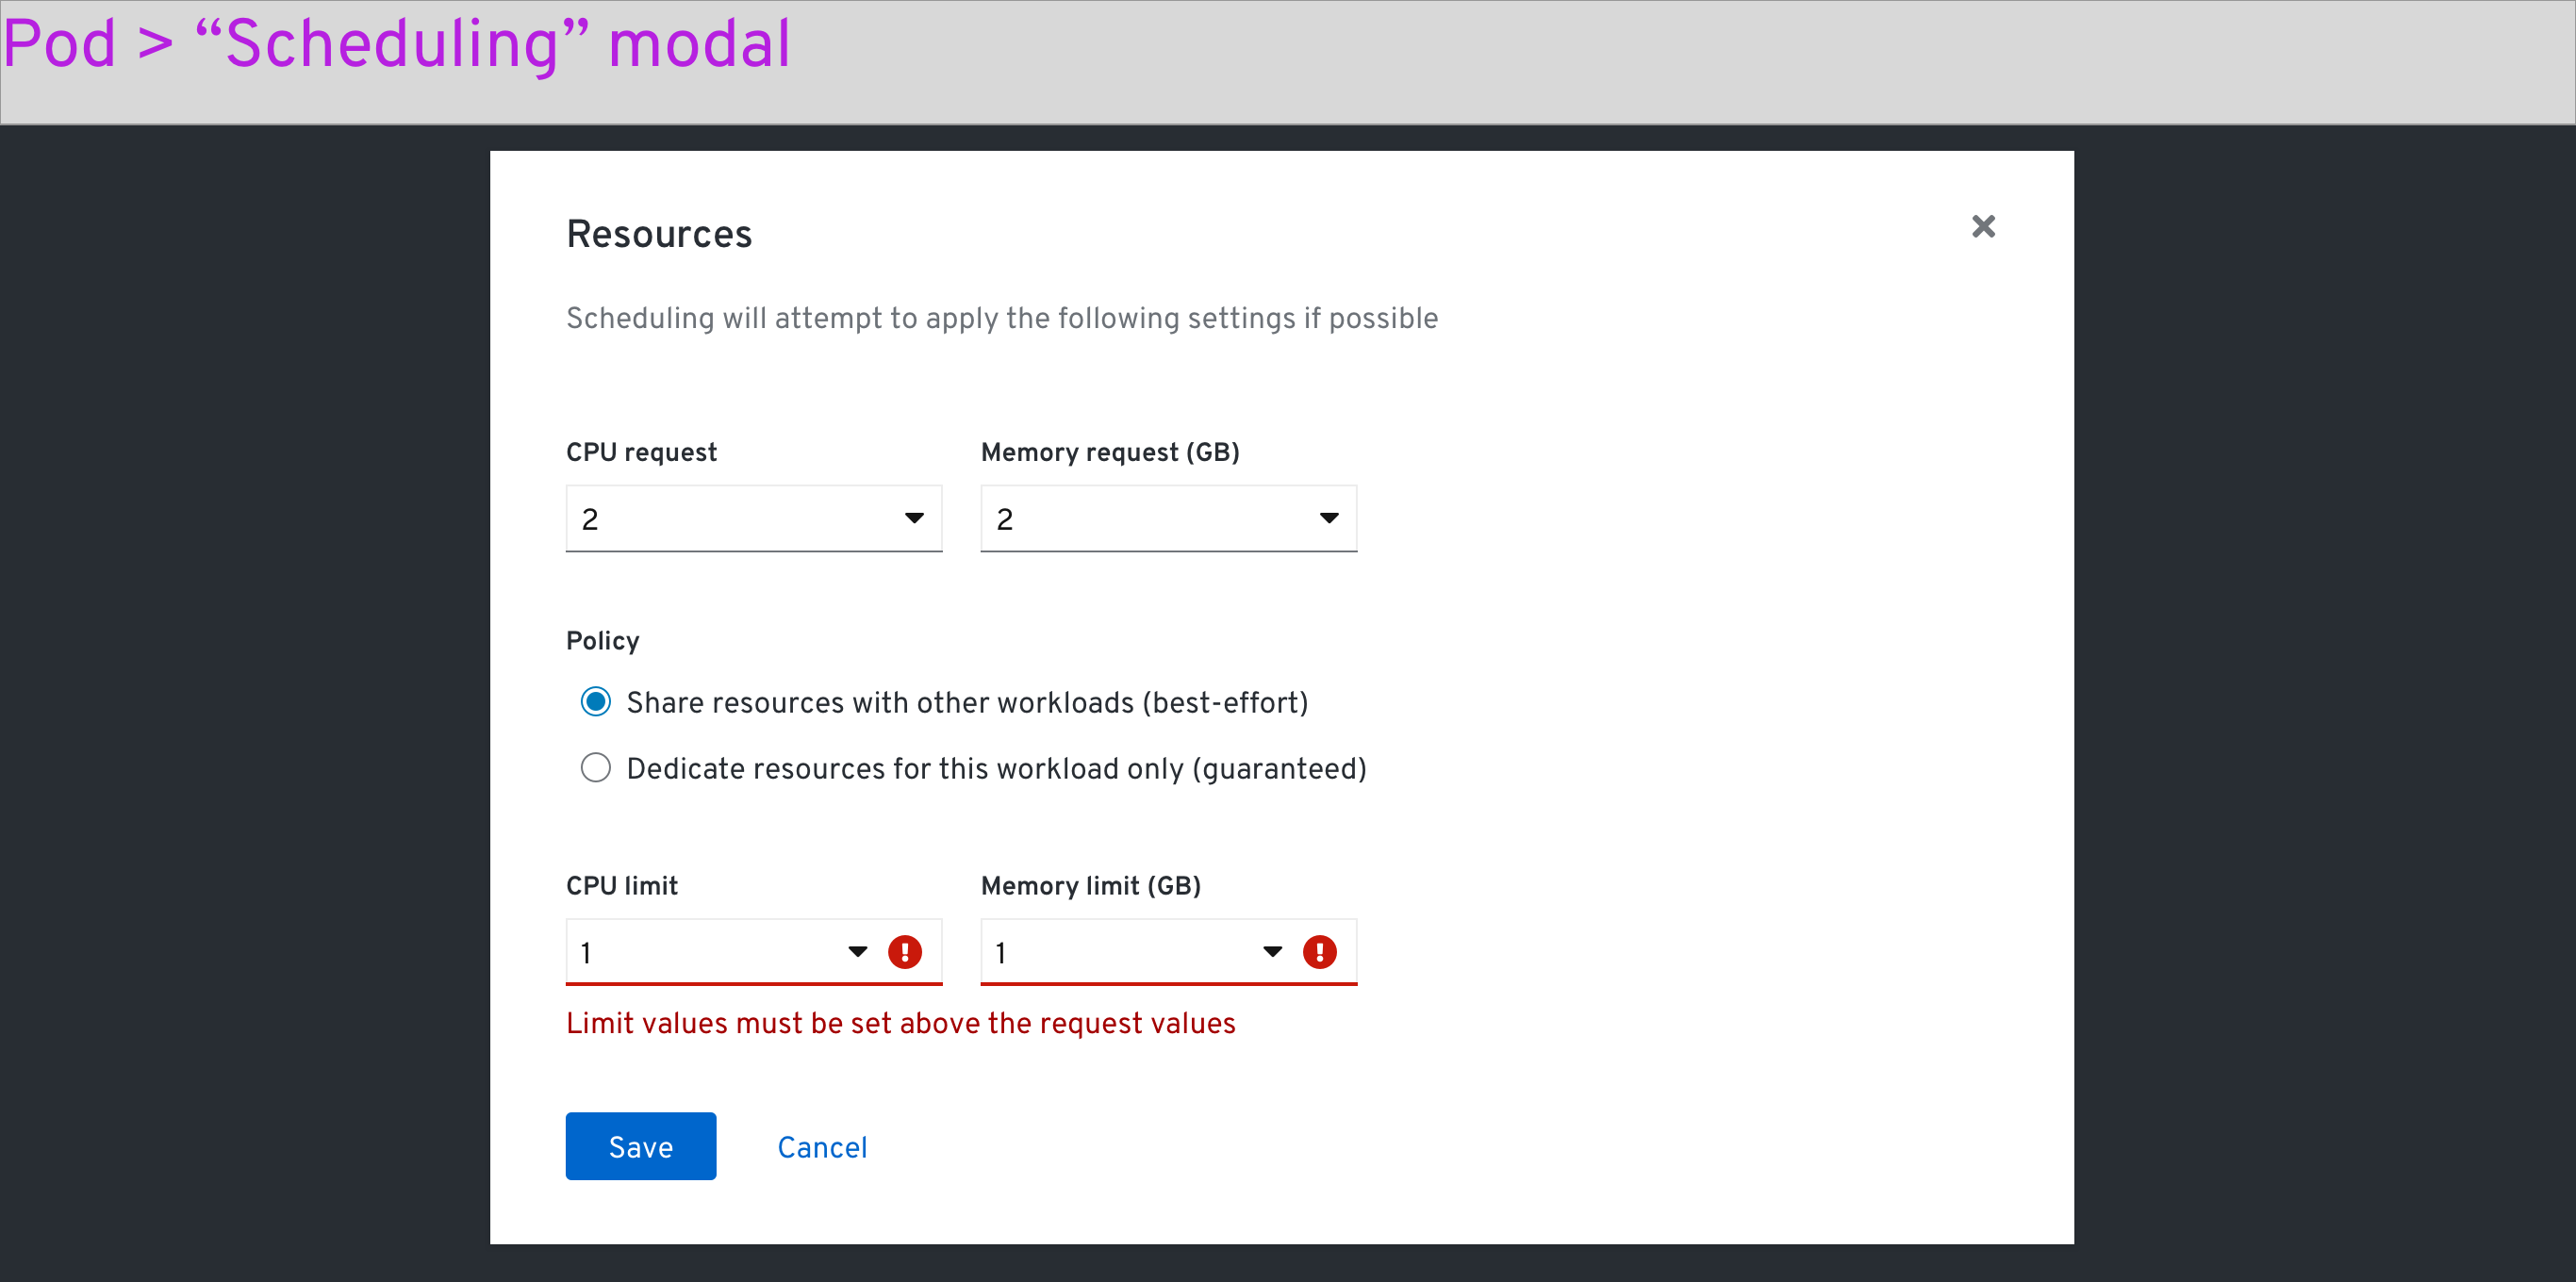 Pod > “Scheduling” modal
Resources
Scheduling will attempt to apply the following settings if possible
CPU request Memory request (GB)
2 2
Policy
Share resources with other workloads (best-effort)
Dedicate resources for this workload only (guaranteed)
CPU limit Memory limit (GB)
1 1
Limit values must be set above the request values
Save Cancel